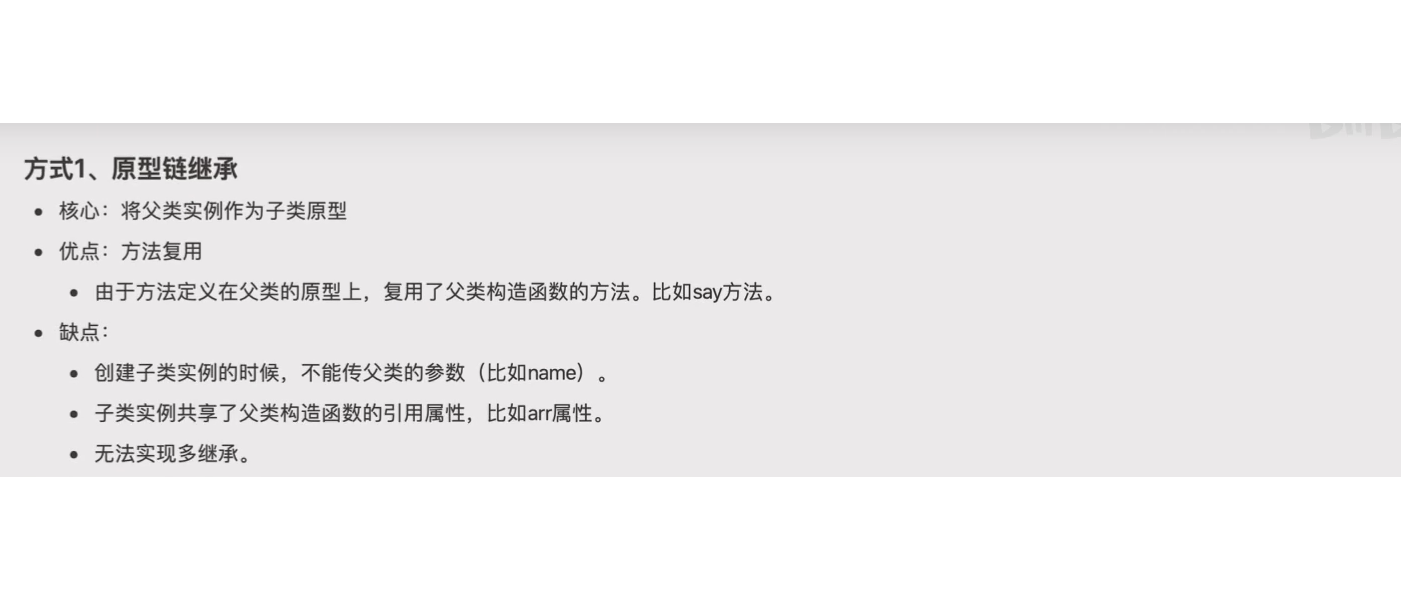 方式1、原型链继承
• 核心：将父类实例作为子类原型
• 优点：方法复用
• 由于方法定义在父类的原型上，复用了父类构造函数的方法。比如say方法。
• 缺点：
• 创建子类实例的时候，不能传父类的参数（比如name）。
• 子类实例共享了父类构造函数的引用属性，比如arr属性。
• 无法实现多继承。